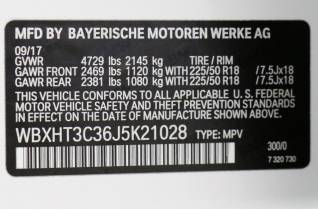 MFD BY BAYERISCHE MOTOREN WERKE AG
09/17
GVWR 4729 lbs 2145 kg TIRE / RIM
GAWR FRONT 2469 lbs 1120 kg WITH 225/50 R18 /7.5Jx18
GAWR REAR 2381 lbs 1080 kg WITH 225/50 R18 /7.5Jx18
THIS VEHICLE CONFORMS TO ALL APPLICABLE U.S. FEDERAL
MOTOR VEHICLE SAFETY STANDARDS IN
EFFECT ON THE DATE OF MANUFACTURE SHOWN ABOVE.
WBXHT3C36J5K21028 TYPE: MPV
300/0
7 320 730